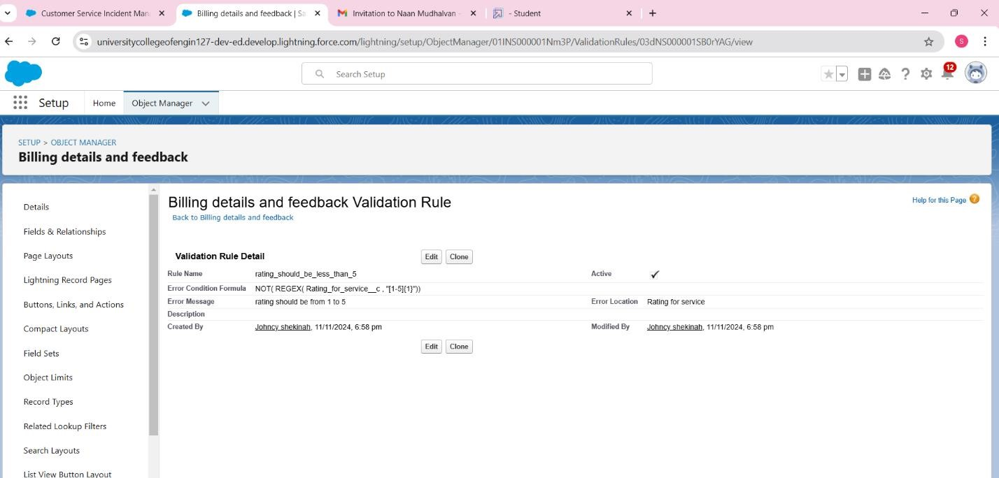 Customer Service Incident Man
Billing details and feedback | Sa
Invitation to Naan Mudhalvan -
- Student
universitycollegeofengin127-dev-ed.develop.lightning.force.com/lightning/setup/ObjectManager/01INS000001Nm3P/ValidationRules/03dNS000001SB0rYAG/view
S
Search Setup
12
Setup
Home
Object Manager
SETUP > OBJECT MANAGER
Billing details and feedback
Details
Fields & Relationships
Page Layouts
Lightning Record Pages
Buttons, Links, and Actions
Compact Layouts
Field Sets
Object Limits
Record Types
Related Lookup Filters
Search Layouts
List View Button Layout
Billing details and feedback Validation Rule
Help for this Page
Back to Billing details and feedback
Validation Rule Detail
Edit Clone
Rule Name rating_should_be_less_than_5 Active
Error Condition Formula NOT( REGEX( Rating_for_service__c , "[1-5]{1}"))
Error Message rating should be from 1 to 5 Error Location Rating for service
Description
Created By Johncy shekinah, 11/11/2024, 6:58 pm Modified By Johncy shekinah, 11/11/2024, 6:58 pm
Edit Clone